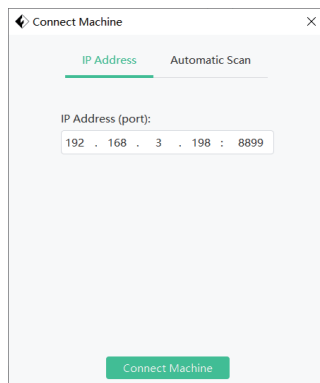 Connect Machine
IP Address Automatic Scan
IP Address (port):
192 . 168 . 3 . 198 : 8899
Connect Machine